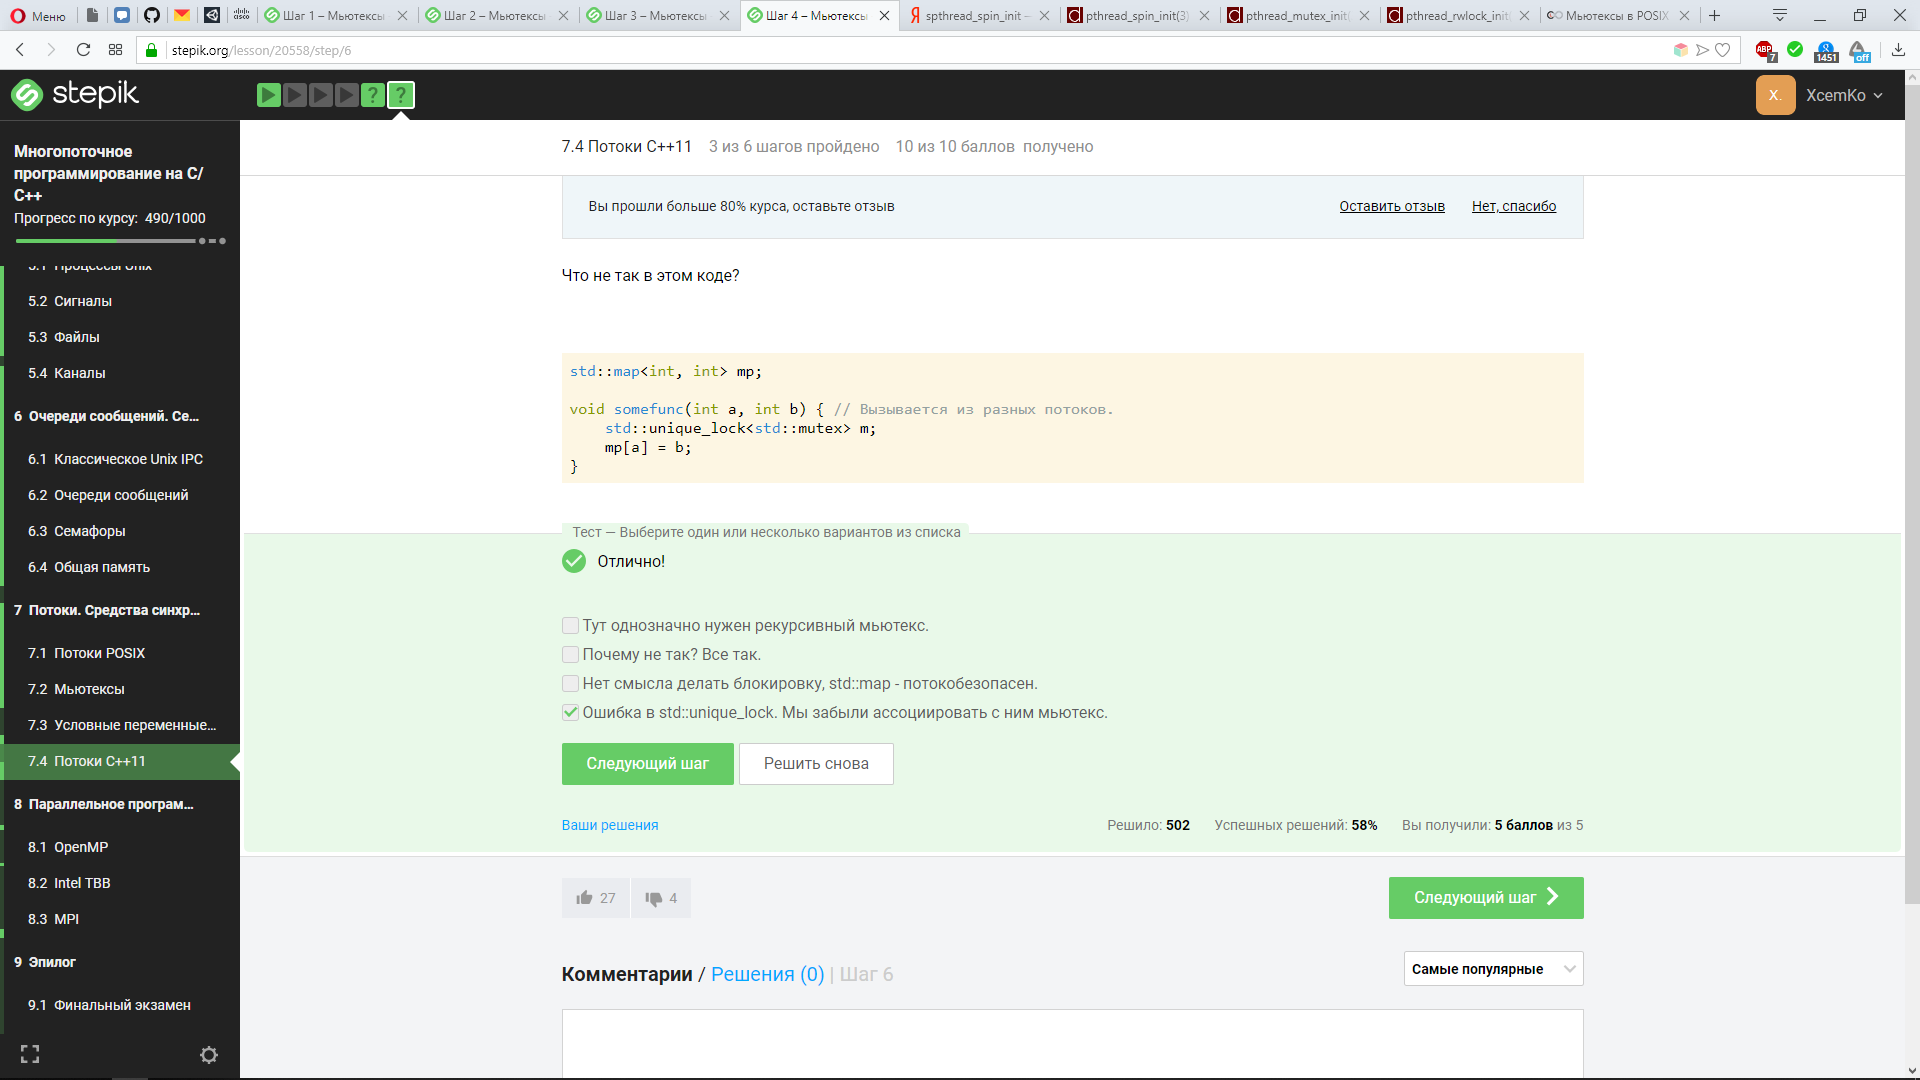 Меню
Шаг 1 – Мьютексы
Шаг 2 – Мьютексы
Шаг 3 – Мьютексы
Шаг 4 – Мьютексы
spthread_spin_init –
pthread_spin_init(3)
pthread_mutex_init
pthread_rwlock_init
Мьютексы в POSIX
stepik.org/lesson/20558/step/6
ABP
7
1451
off
stepik
X.
XcemKo
Многопоточное
программирование на С/
С++
Прогресс по курсу: 490/1000
5.1 Процессы Unix
5.2 Сигналы
5.3 Файлы
5.4 Каналы
6 Очереди сообщений. Се...
6.1 Классическое Unix IPC
6.2 Очереди сообщений
6.3 Семафоры
6.4 Общая память
7 Потоки. Средства синхр...
7.1 Потоки POSIX
7.2 Мьютексы
7.3 Условные переменные...
7.4 Потоки С++11
8 Параллельное програм...
8.1 OpenMP
8.2 Intel TBB
8.3 MPI
9 Эпилог
9.1 Финальный экзамен
7.4 Потоки С++11 3 из 6 шагов пройдено 10 из 10 баллов получено
Вы прошли больше 80% курса, оставьте отзыв
Оставить отзыв
Нет, спасибо
Что не так в этом коде?
std::map<int, int> mp;
void somefunc(int a, int b) { // Вызывается из разных потоков.
std::unique_lock<std::mutex> m;
mp[a] = b;
}
Тест — Выберите один или несколько вариантов из списка
Отлично!
Тут однозначно нужен рекурсивный мьютекс.
Почему не так? Все так.
Нет смысла делать блокировку, std::map - потокобезопасен.
Ошибка в std::unique_lock. Мы забыли ассоциировать с ним мьютекс.
Следующий шаг
Решить снова
Ваши решения
Решило: 502 Успешных решений: 58% Вы получили: 5 баллов из 5
27
4
Следующий шаг
Комментарии / Решения (0) | Шаг 6
Самые популярные